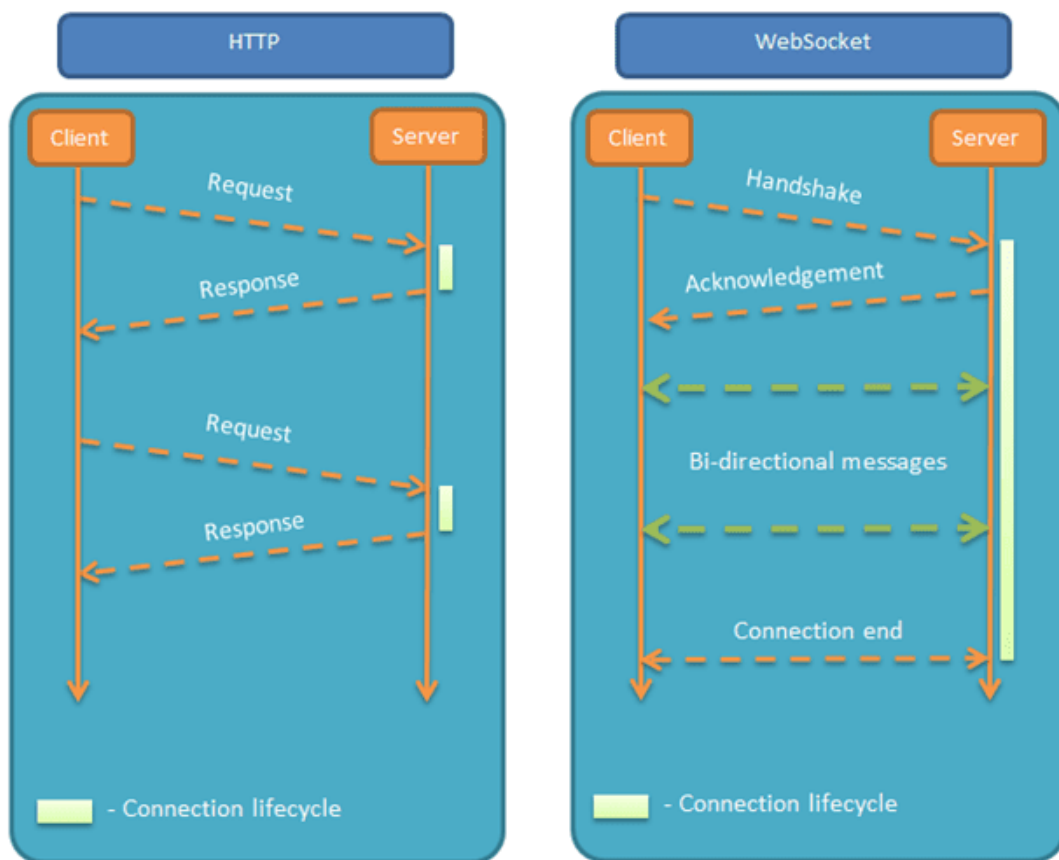 HTTP
Client
Server
Request
Response
Request
Response
- Connection lifecycle
WebSocket
Client
Server
Handshake
Acknowledgement
Bi-directional messages
Connection end
- Connection lifecycle